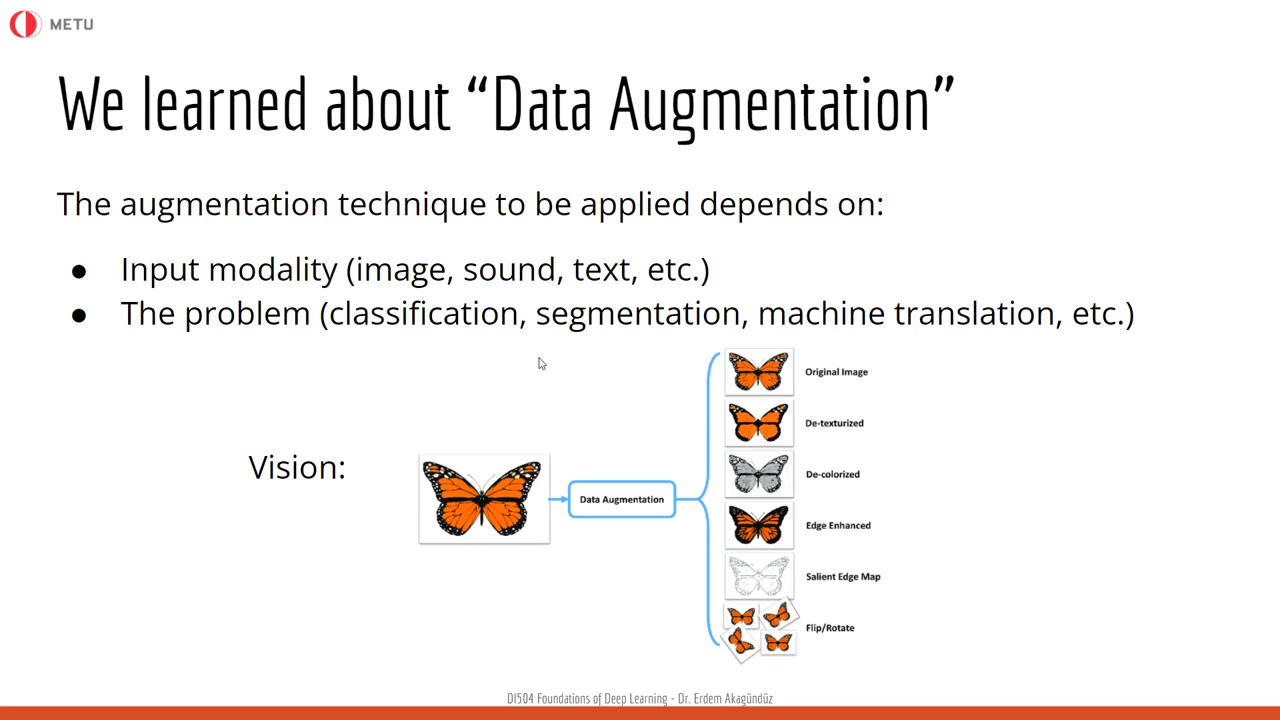 METU
We learned about “Data Augmentation”
The augmentation technique to be applied depends on:
● Input modality (image, sound, text, etc.)
● The problem (classification, segmentation, machine translation, etc.)
Vision:
Data Augmentation
Original Image
De-texturized
De-colorized
Edge Enhanced
Salient Edge Map
Flip/Rotate
DI504 Foundations of Deep Learning - Dr. Erdem Akagündüz